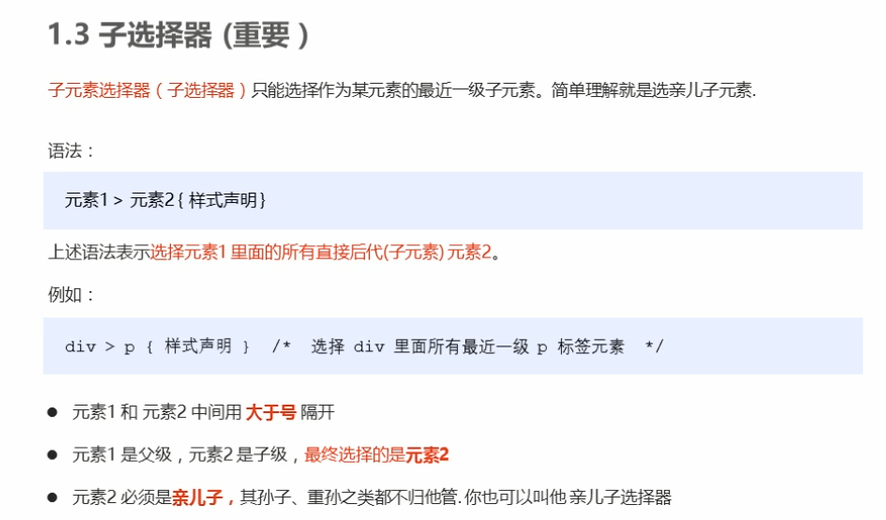 1.3 子选择器 (重要）
子元素选择器（子选择器）只能选择作为某元素的最近一级子元素。简单理解就是选亲儿子元素.
语法：
元素1 > 元素2 { 样式声明 }
上述语法表示选择元素1 里面的所有直接后代(子元素) 元素2。
例如：
div > p { 样式声明 } /* 选择 div 里面所有最近一级 p 标签元素 */
● 元素1 和 元素2 中间用 大于号 隔开
● 元素1 是父级，元素2 是子级，最终选择的是元素2
● 元素2 必须是亲儿子，其孙子、重孙之类都不归他管. 你也可以叫他 亲儿子选择器